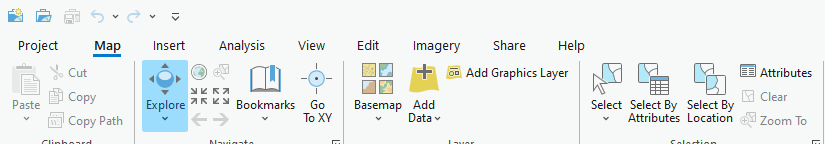 Project Map Insert Analysis View Edit Imagery Share Help
Paste
Cut
Copy
Copy Path
Clipboard
Explore
Bookmarks
Go
To XY
Navigate
Basemap
Add
Data
Add Graphics Layer
Layer
Select
Select By
Attributes
Select By
Location
Attributes
Clear
Zoom To
Selection